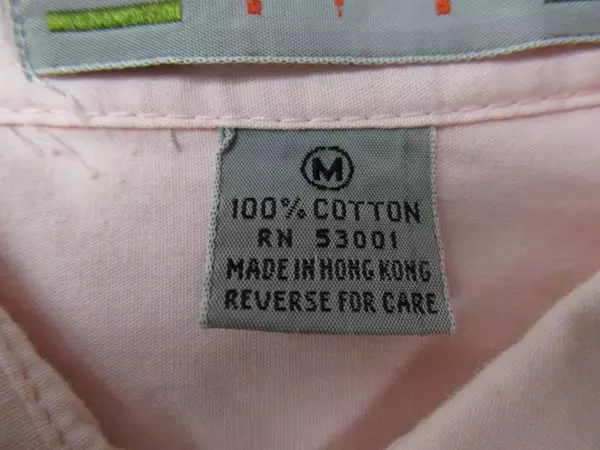 M
100% COTTON
RN 53001
MADE IN HONG KONG
REVERSE FOR CARE